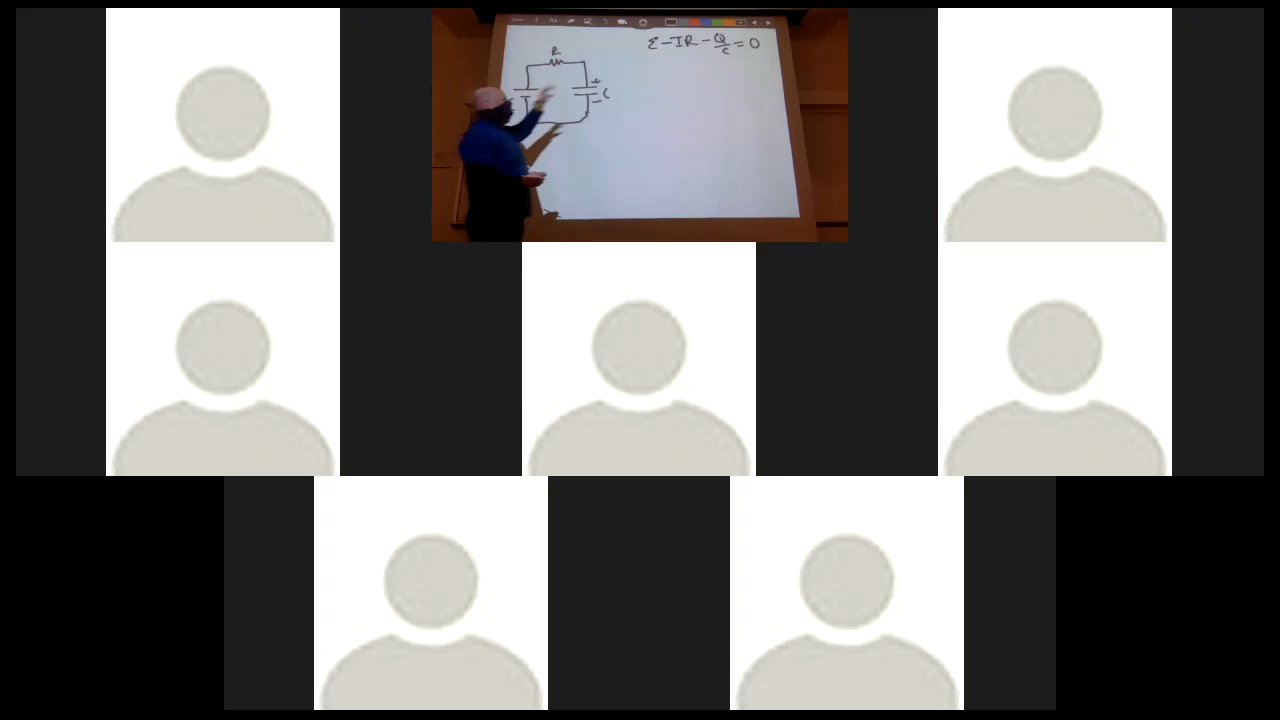 ε - IR - Q/C = 0
R
+
C
-